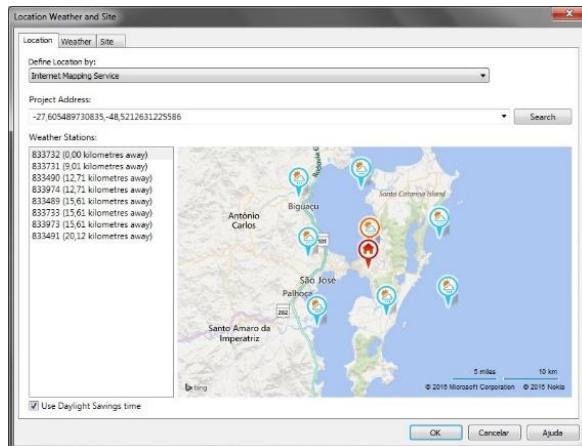 Location Weather and Site
Location Weather Site
Define Location by:
Internet Mapping Service
Project Address:
-27,605489730835,-48,5212631225586
Search
Weather Stations:
833732 (0,00 kilometres away)
833731 (9,01 kilometres away)
833490 (12,71 kilometres away)
833974 (12,71 kilometres away)
833489 (15,61 kilometres away)
833733 (15,61 kilometres away)
833973 (15,61 kilometres away)
833491 (20,12 kilometres away)
Santa Catarina Island
Biguaçu
Antônio
Carlos
São José
Palhoça
282
Santo Amaro da
Imperatriz
5 miles 10 km
bing
© 2016 Microsoft Corporation © 2016 Nokia
Use Daylight Savings time
OK Cancelar Ajuda